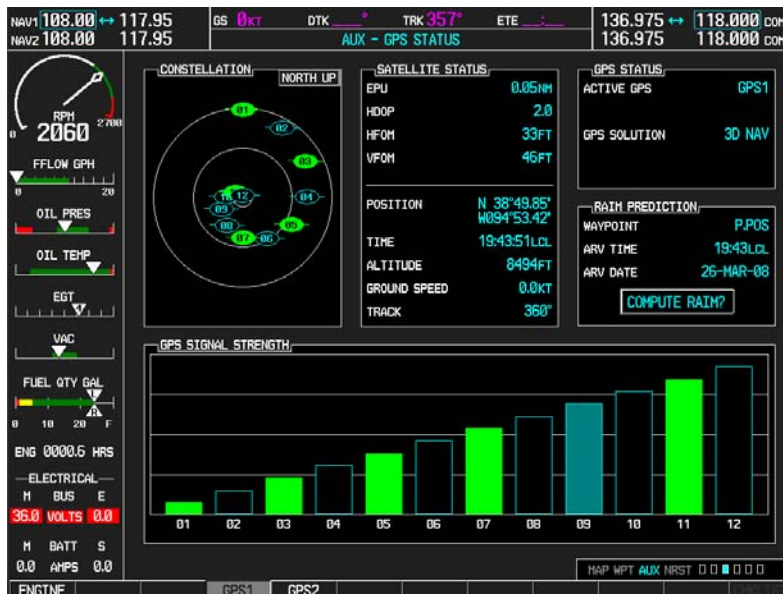 NAV1 108.00 ↔ 117.95
NAV2 108.00 117.95
GS 0KT DTK ___° TRK 357° ETE __:__
AUX - GPS STATUS
136.975 ↔ 118.000 COM
136.975 118.000 COM
RPM
2060
0 2700
FFLOW GPH
0 20
OIL PRES
OIL TEMP
EGT
4
VAC
FUEL QTY GAL
L
R
0 10 20 F
ENG 0000.6 HRS
ELECTRICAL
M BUS E
36.0 VOLTS 0.0
M BATT S
0.0 AMPS 0.0
CONSTELLATION
NORTH UP
01
02
03
04
12
09
05
08
07 06
SATELLITE STATUS
EPU 0.05NM
HDOP 2.0
HFOM 33FT
VFOM 46FT
POSITION N 38°49.85'
W094°53.42'
TIME 19:43:51LCL
ALTITUDE 8494FT
GROUND SPEED 0.0KT
TRACK 360°
GPS STATUS
ACTIVE GPS GPS1
GPS SOLUTION 3D NAV
RAIM PREDICTION
WAYPOINT P.POS
ARV TIME 19:43LCL
ARV DATE 26-MAR-08
COMPUTE RAIM?
GPS SIGNAL STRENGTH
01 02 03 04 05 06 07 08 09 10 11 12
MAP WPT AUX NRST
ENGINE GPS1 GPS2